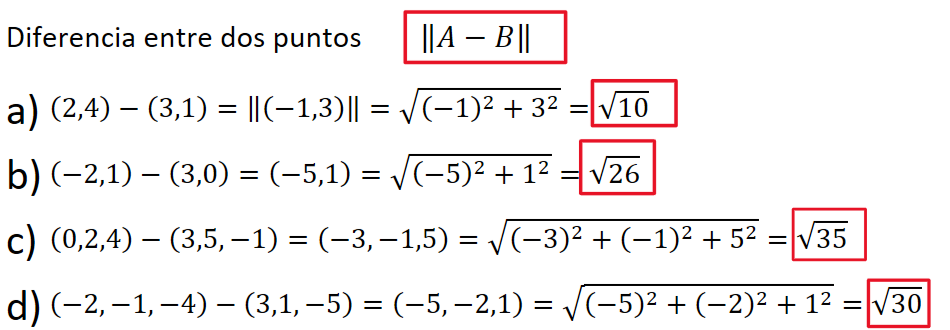 Diferencia entre dos puntos ‖A − B‖
a) (2,4) − (3,1) = ‖(−1,3)‖ = √((−1)² + 3²) = √10
b) (−2,1) − (3,0) = (−5,1) = √((−5)² + 1²) = √26
c) (0,2,4) − (3,5,−1) = (−3,−1,5) = √((−3)² + (−1)² + 5²) = √35
d) (−2,−1,−4) − (3,1,−5) = (−5,−2,1) = √((−5)² + (−2)² + 1²) = √30